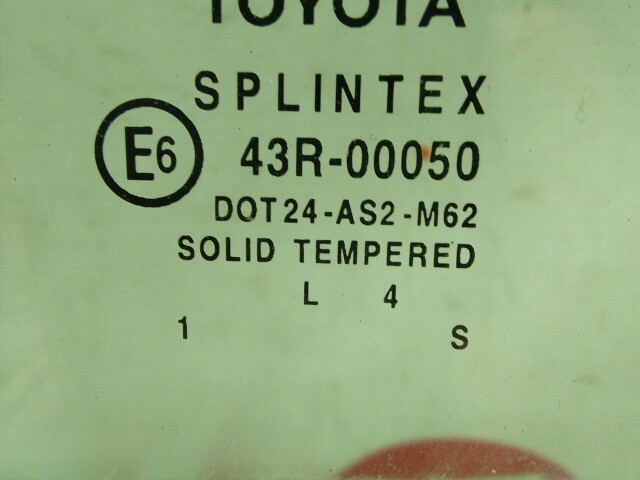 TOYOTA
SPLINTEX
E6 43R-00050
DOT24-AS2-M62
SOLID TEMPERED
L 4
1 S